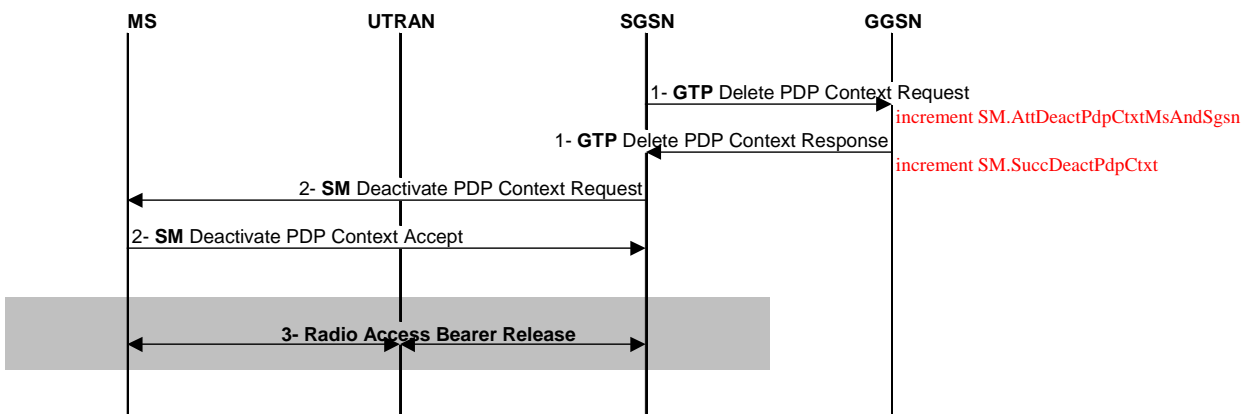 MS UTRAN SGSN GGSN
1- GTP Delete PDP Context Request
increment SM.AttDeactPdpCtxtMsAndSgsn
1- GTP Delete PDP Context Response
increment SM.SuccDeactPdpCtxt
2- SM Deactivate PDP Context Request
2- SM Deactivate PDP Context Accept
3- Radio Access Bearer Release